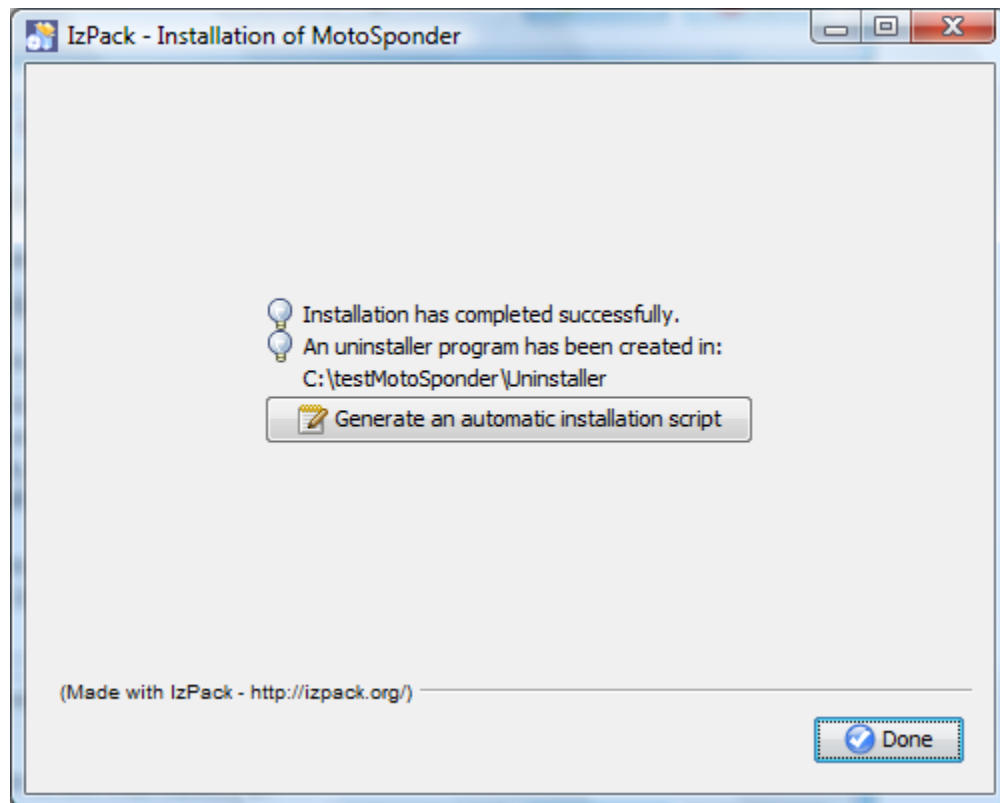 IzPack - Installation of MotoSponder
Installation has completed successfully.
An uninstaller program has been created in:
C:\testMotoSponder\Uninstaller
Generate an automatic installation script
(Made with IzPack - http://izpack.org/)
Done